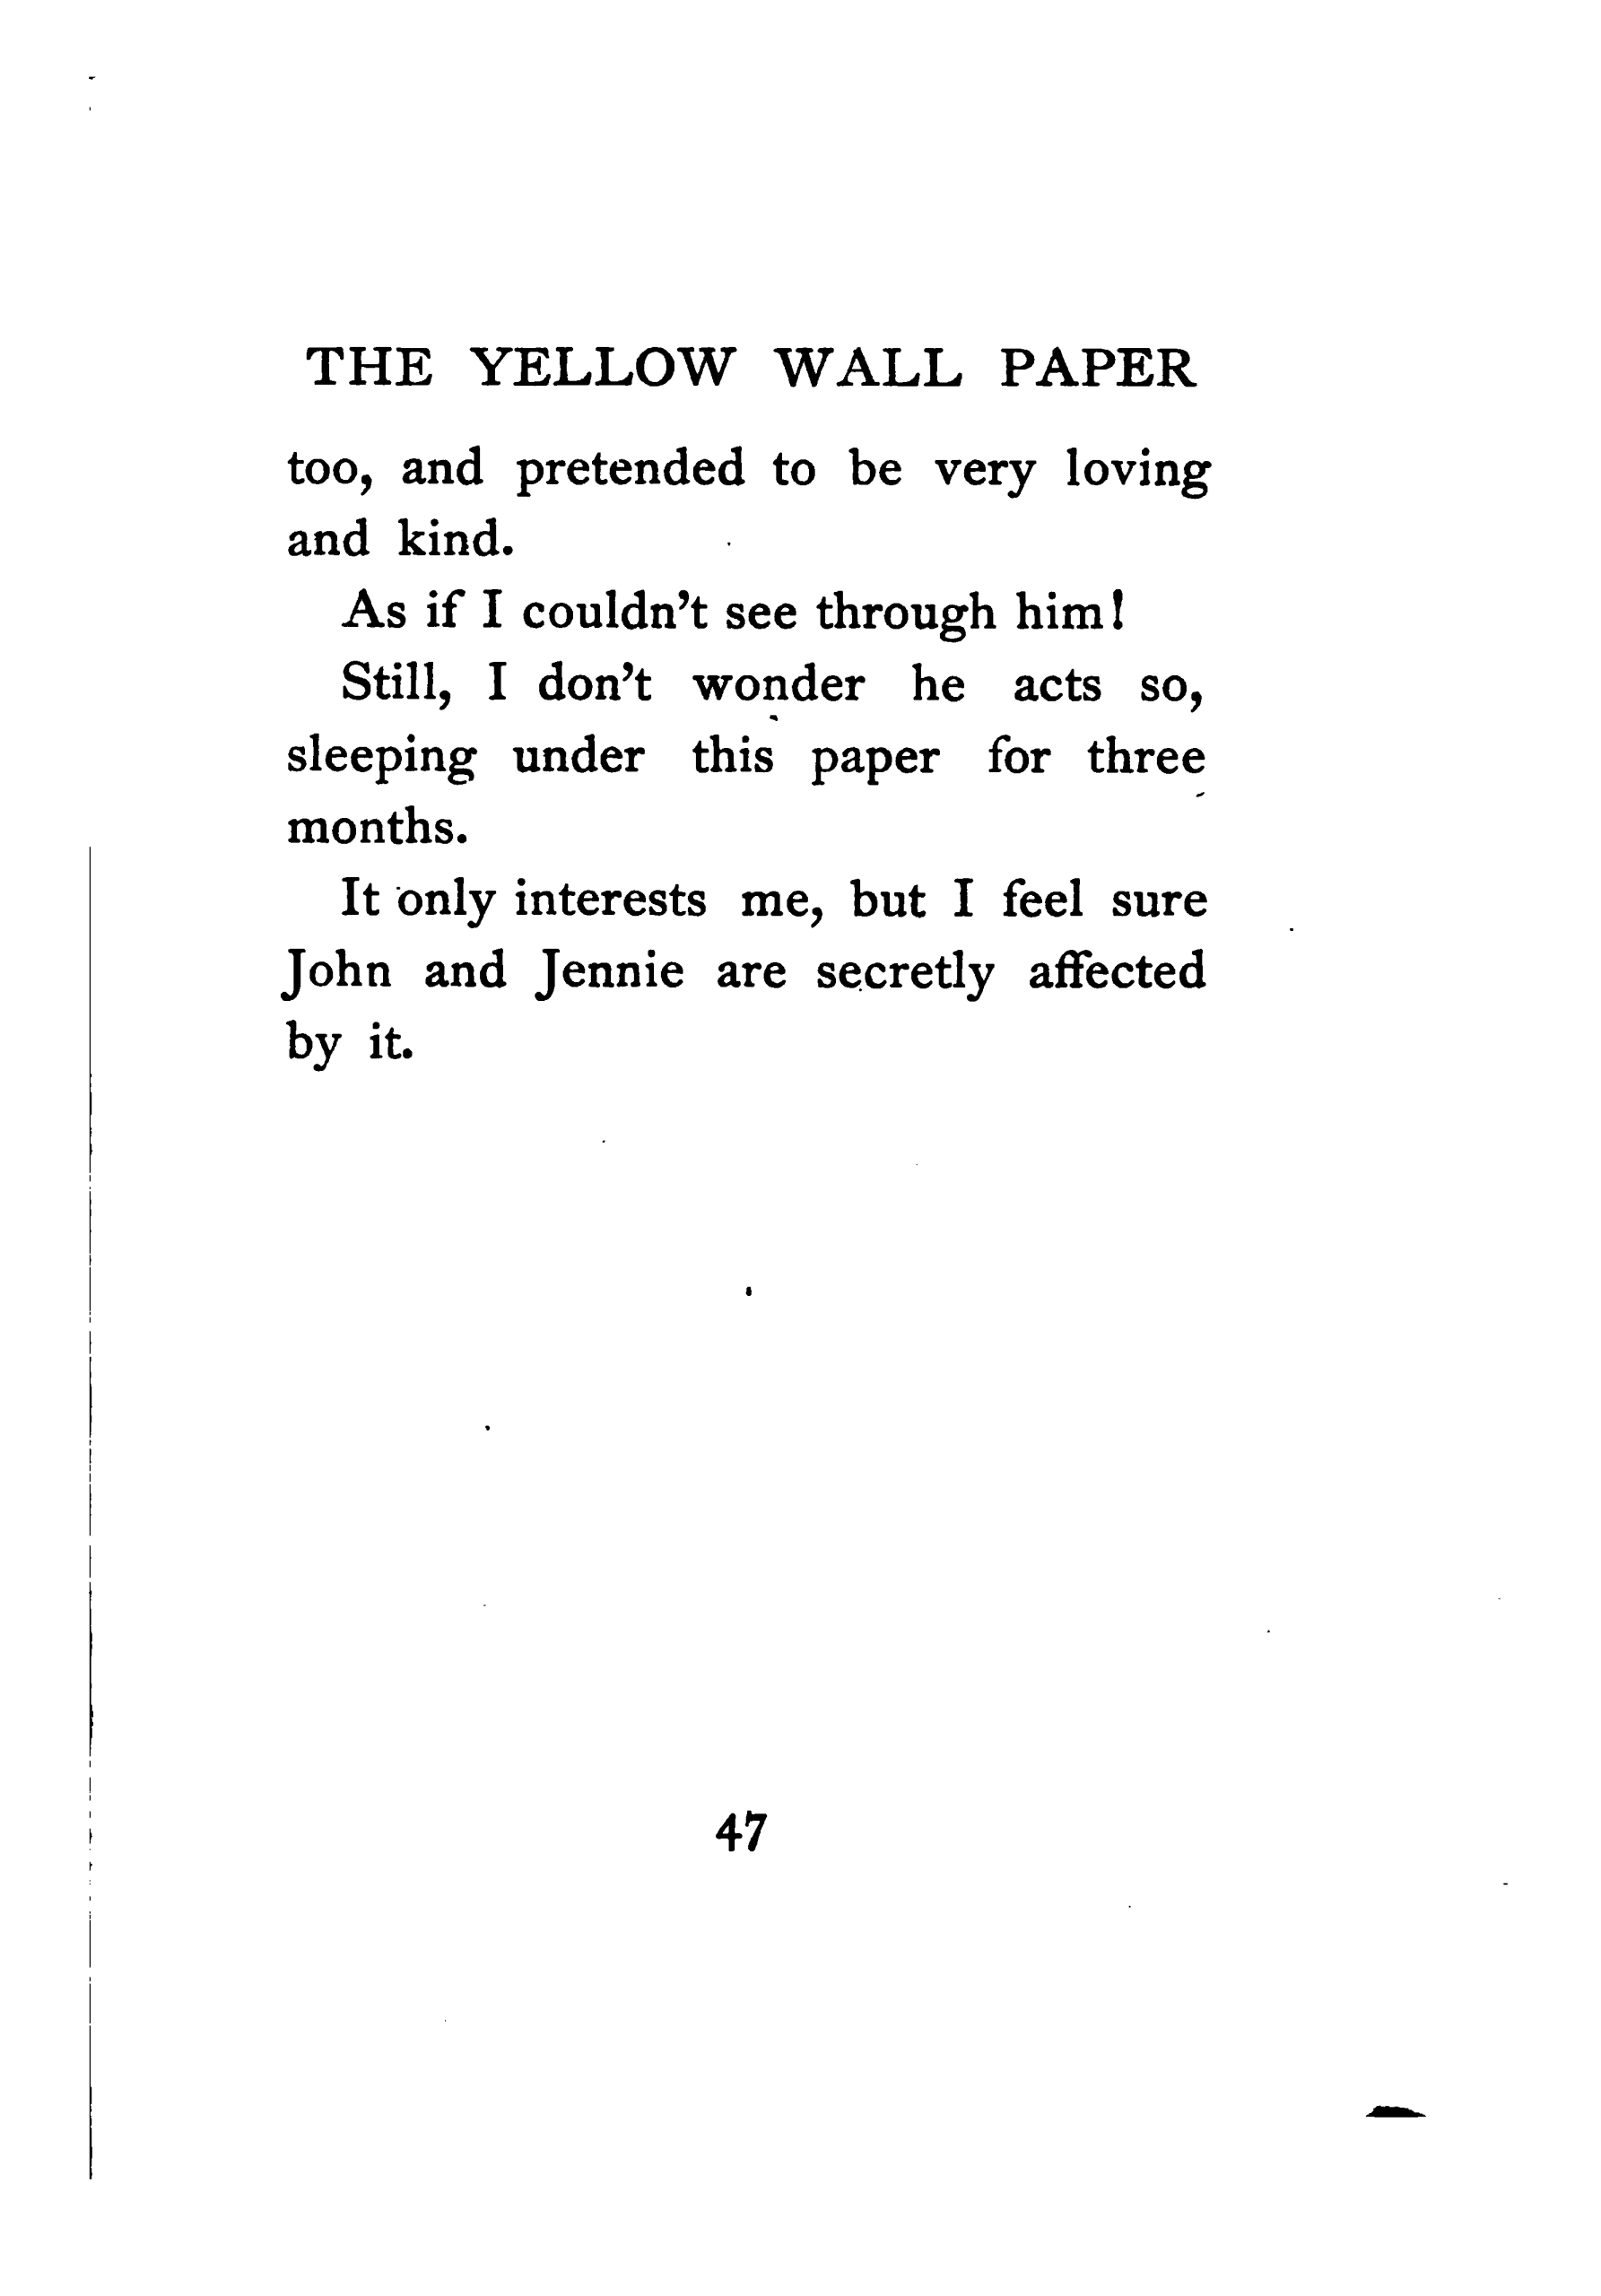 THE YELLOW WALL PAPER
too, and pretended to be very loving
and kind.
As if I couldn't see through him!
Still, I don't wonder he acts so,
sleeping under this paper for three
months.
It only interests me, but I feel sure
John and Jennie are secretly affected
by it.
47